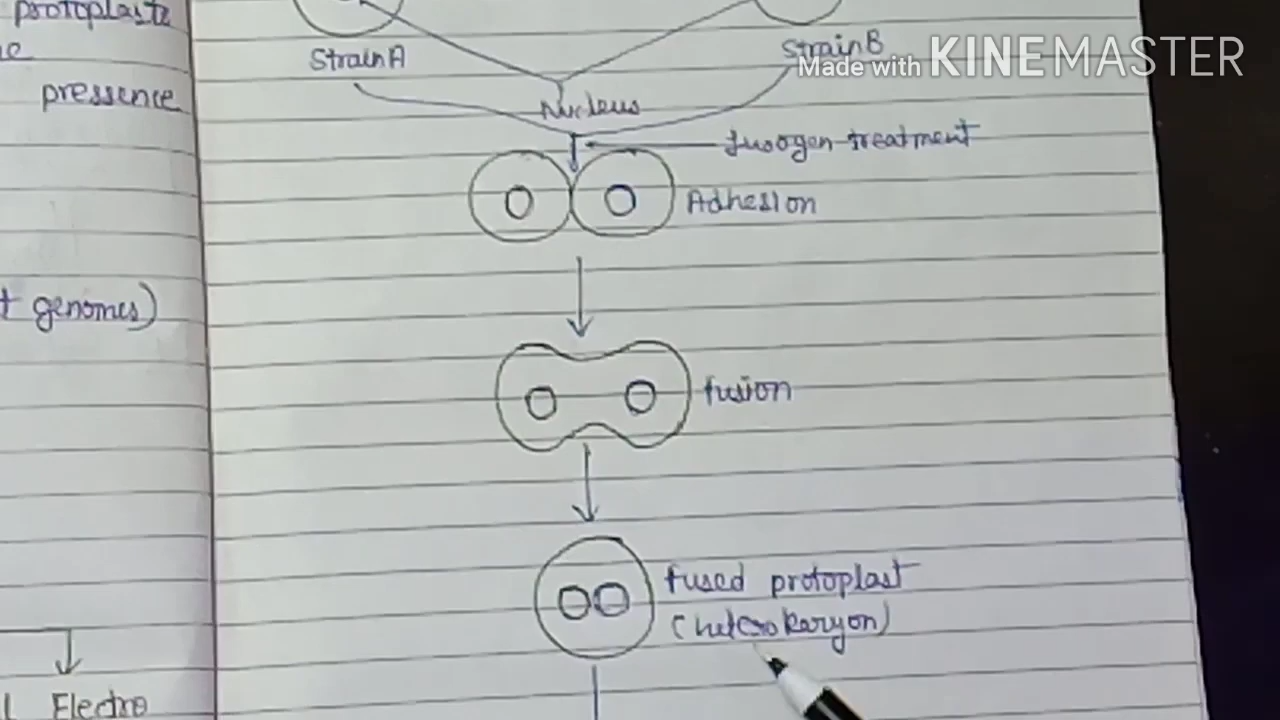 protoplasts
pressence
t genomes)
Electro
Strain A
Strain B
Made with KINEMASTER
Nucleus
fusogen treatment
Adhesion
fusion
fused protoplast
(heterokaryon)